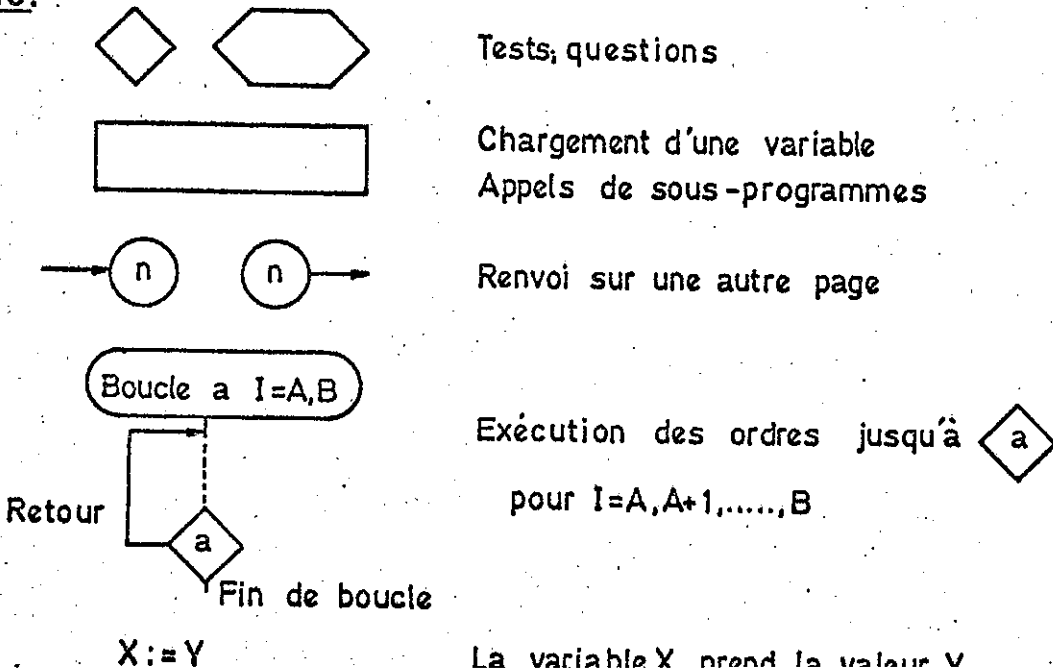 Tests, questions
Chargement d'une variable
Appels de sous-programmes
n n
Renvoi sur une autre page
Boucle a I=A,B
Exécution des ordres jusqu'à a
pour I=A,A+1,.....,B
Retour
a
Fin de boucle
X:=Y
La variable X prend la valeur Y